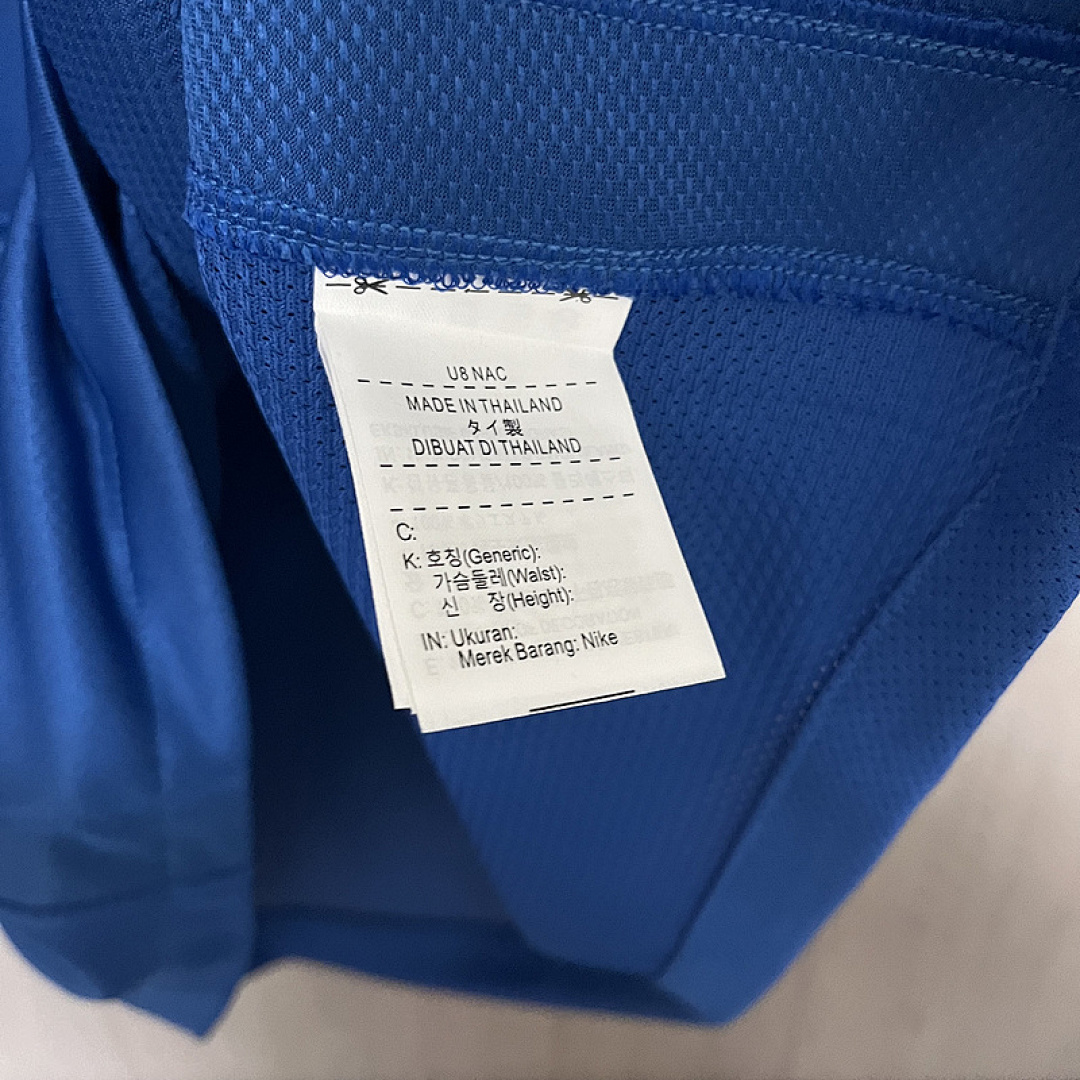 U8 NAC
MADE IN THAILAND
タイ製
DIBUAT DI THAILAND
C:
K: 호칭(Generic):
가슴둘레(Waist):
신 장(Height):
IN: Ukuran:
Merek Barang: Nike